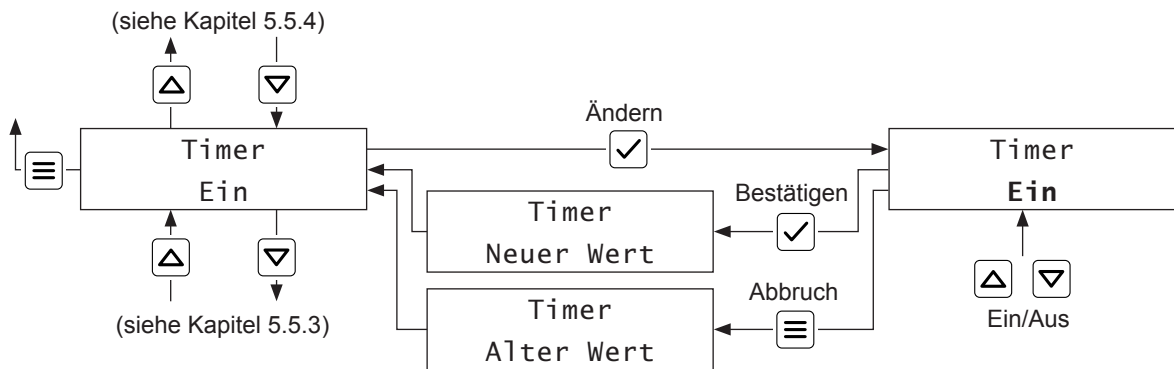 (siehe Kapitel 5.5.4)
Ändern
Timer
Ein
Timer
Ein
Timer
Neuer Wert
Bestätigen
Timer
Alter Wert
Abbruch
Ein/Aus
(siehe Kapitel 5.5.3)